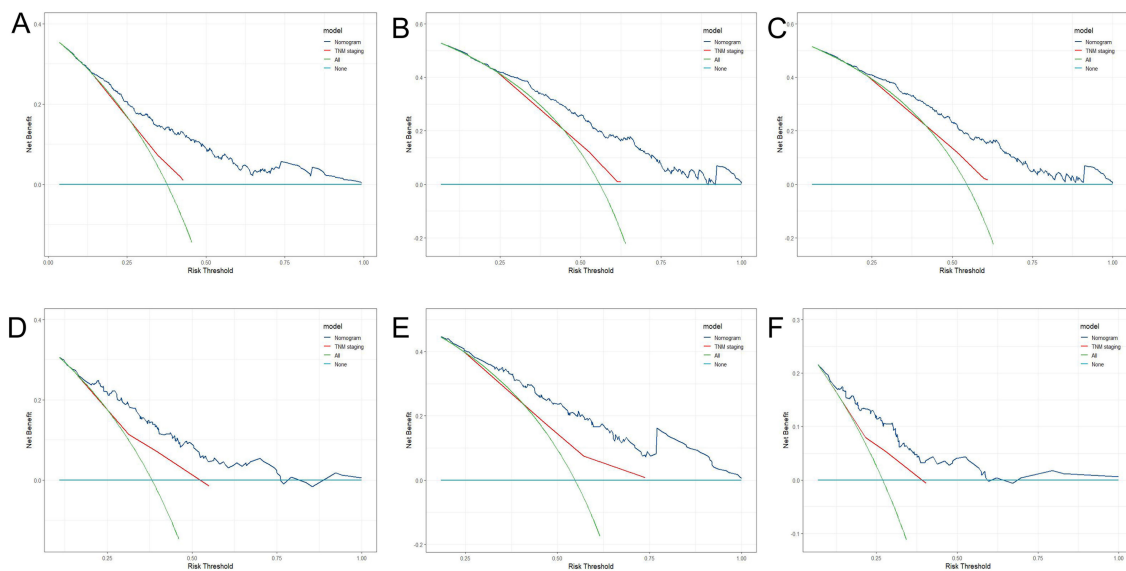 A
model
Nomogram
TNM staging
All
None
Net Benefit
0.4
0.2
0.0
0.00
0.25
0.50
0.75
1.00
Risk Threshold
B
model
Nomogram
TNM staging
All
None
Net Benefit
0.6
0.4
0.2
0.0
-0.2
0.25
0.50
0.75
1.00
Risk Threshold
C
model
Nomogram
TNM staging
All
None
Net Benefit
0.6
0.4
0.2
0.0
-0.2
0.25
0.50
0.75
1.00
Risk Threshold
D
model
Nomogram
TNM staging
All
None
Net Benefit
0.4
0.2
0.0
0.25
0.50
0.75
1.00
Risk Threshold
E
model
Nomogram
TNM staging
All
None
Net Benefit
0.4
0.2
0.0
-0.2
0.25
0.50
0.75
1.00
Risk Threshold
F
model
Nomogram
TNM staging
All
None
Net Benefit
0.3
0.2
0.1
0.0
-0.1
0.25
0.50
0.75
1.00
Risk Threshold